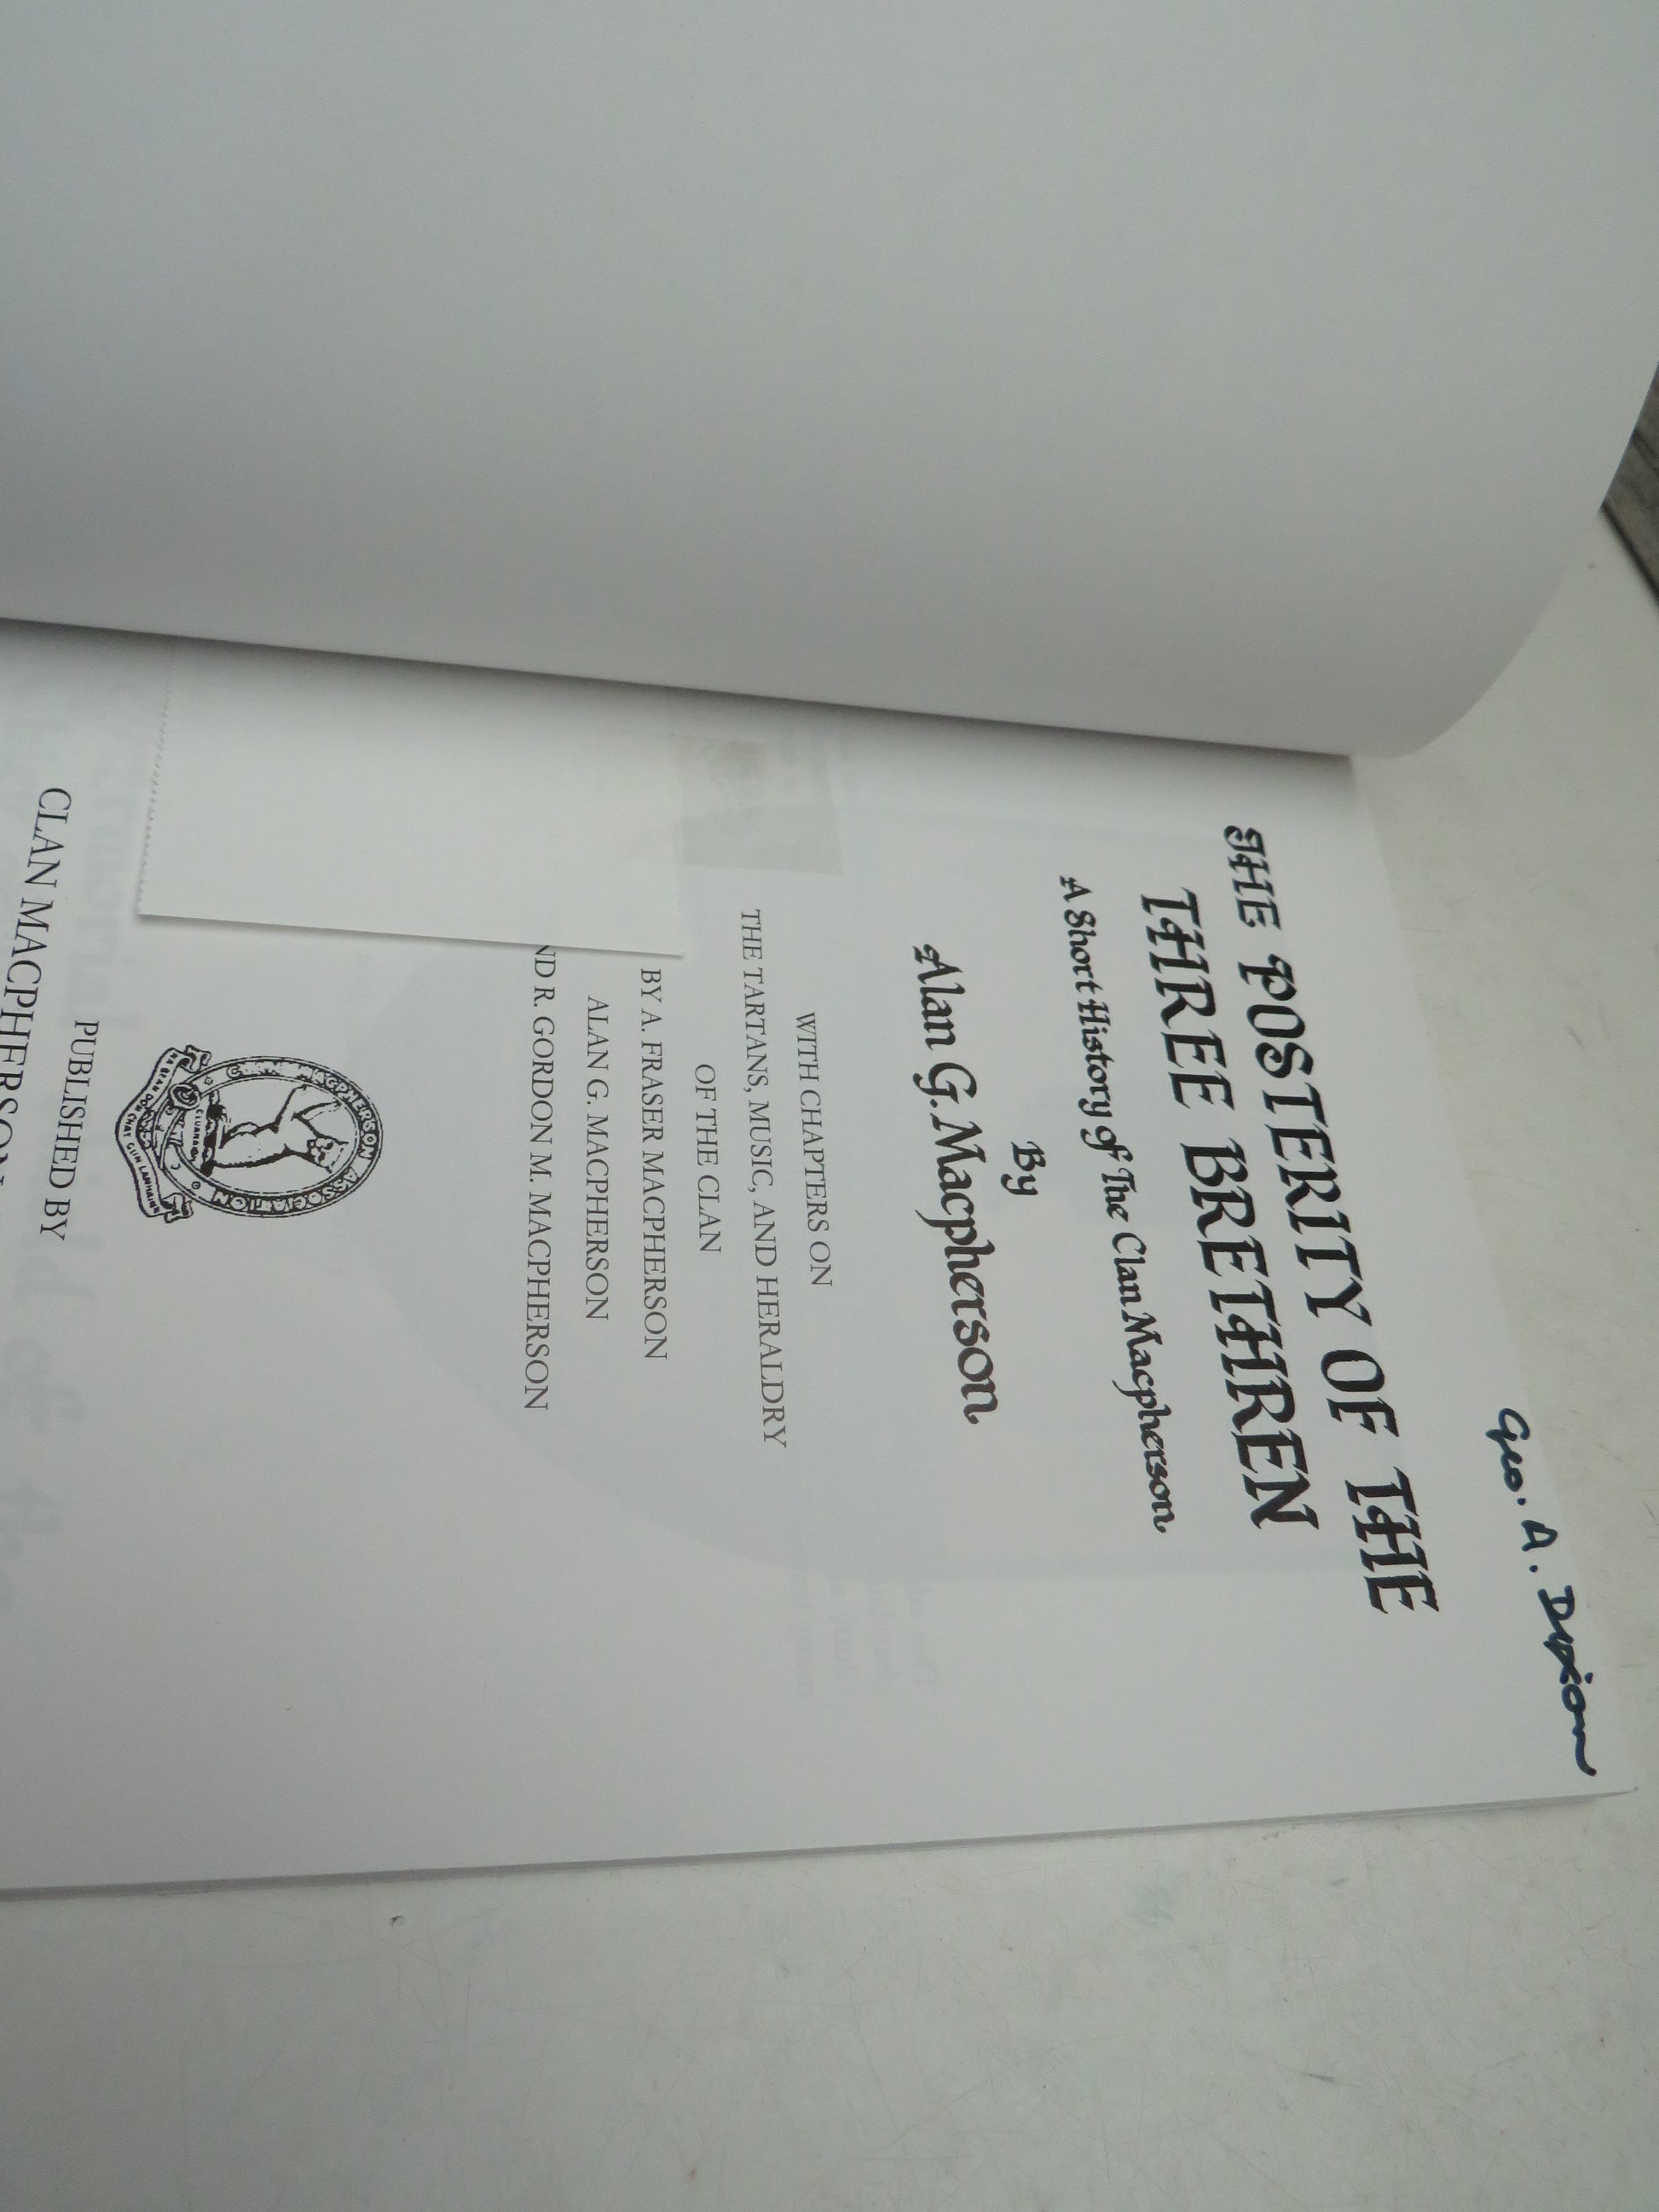 Geo. A. Dixon
THE POSTERITY OF THE
THREE BRETHREN
A Short History of The Clan Macpherson
By
Alan G. Macpherson
WITH CHAPTERS ON
THE TARTANS, MUSIC, AND HERALDRY
OF THE CLAN
BY A. FRASER MACPHERSON
ALAN G. MACPHERSON
ND R. GORDON M. MACPHERSON
CLAN MACPHERSON ASSOCIATION
PUBLISHED BY
CLAN MACPHERSON